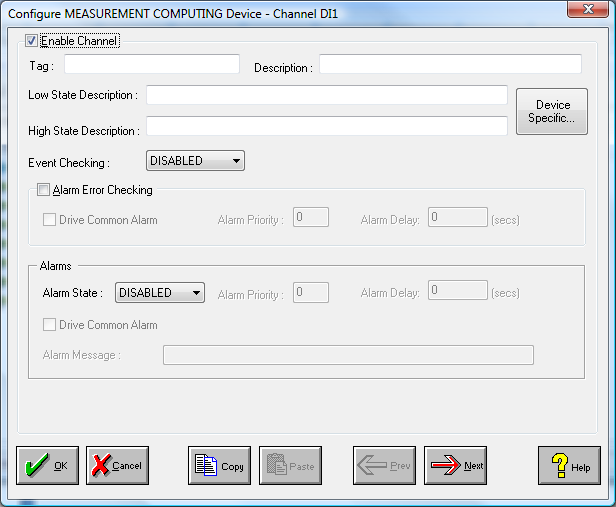 Configure MEASUREMENT COMPUTING Device - Channel DI1
Enable Channel
Tag : Description :
Low State Description :
Device Specific...
High State Description :
Event Checking : DISABLED
Alarm Error Checking
Drive Common Alarm Alarm Priority : 0 Alarm Delay: 0 (secs)
Alarms
Alarm State : DISABLED Alarm Priority : 0 Alarm Delay: 0 (secs)
Drive Common Alarm
Alarm Message :
OK Cancel Copy Paste Prev Next Help